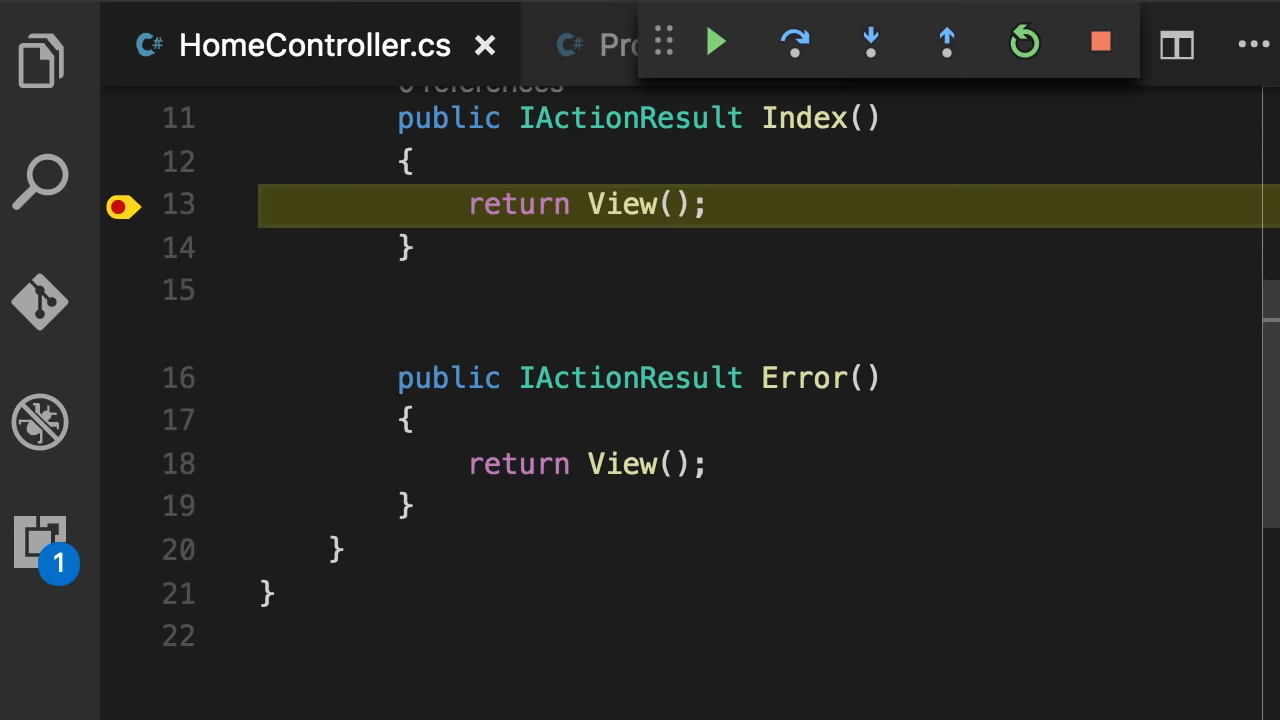 C# HomeController.cs × C#
11 public IActionResult Index()
12 {
13 return View();
14 }
15
16 public IActionResult Error()
17 {
18 return View();
19 }
20 }
21 }
22
1